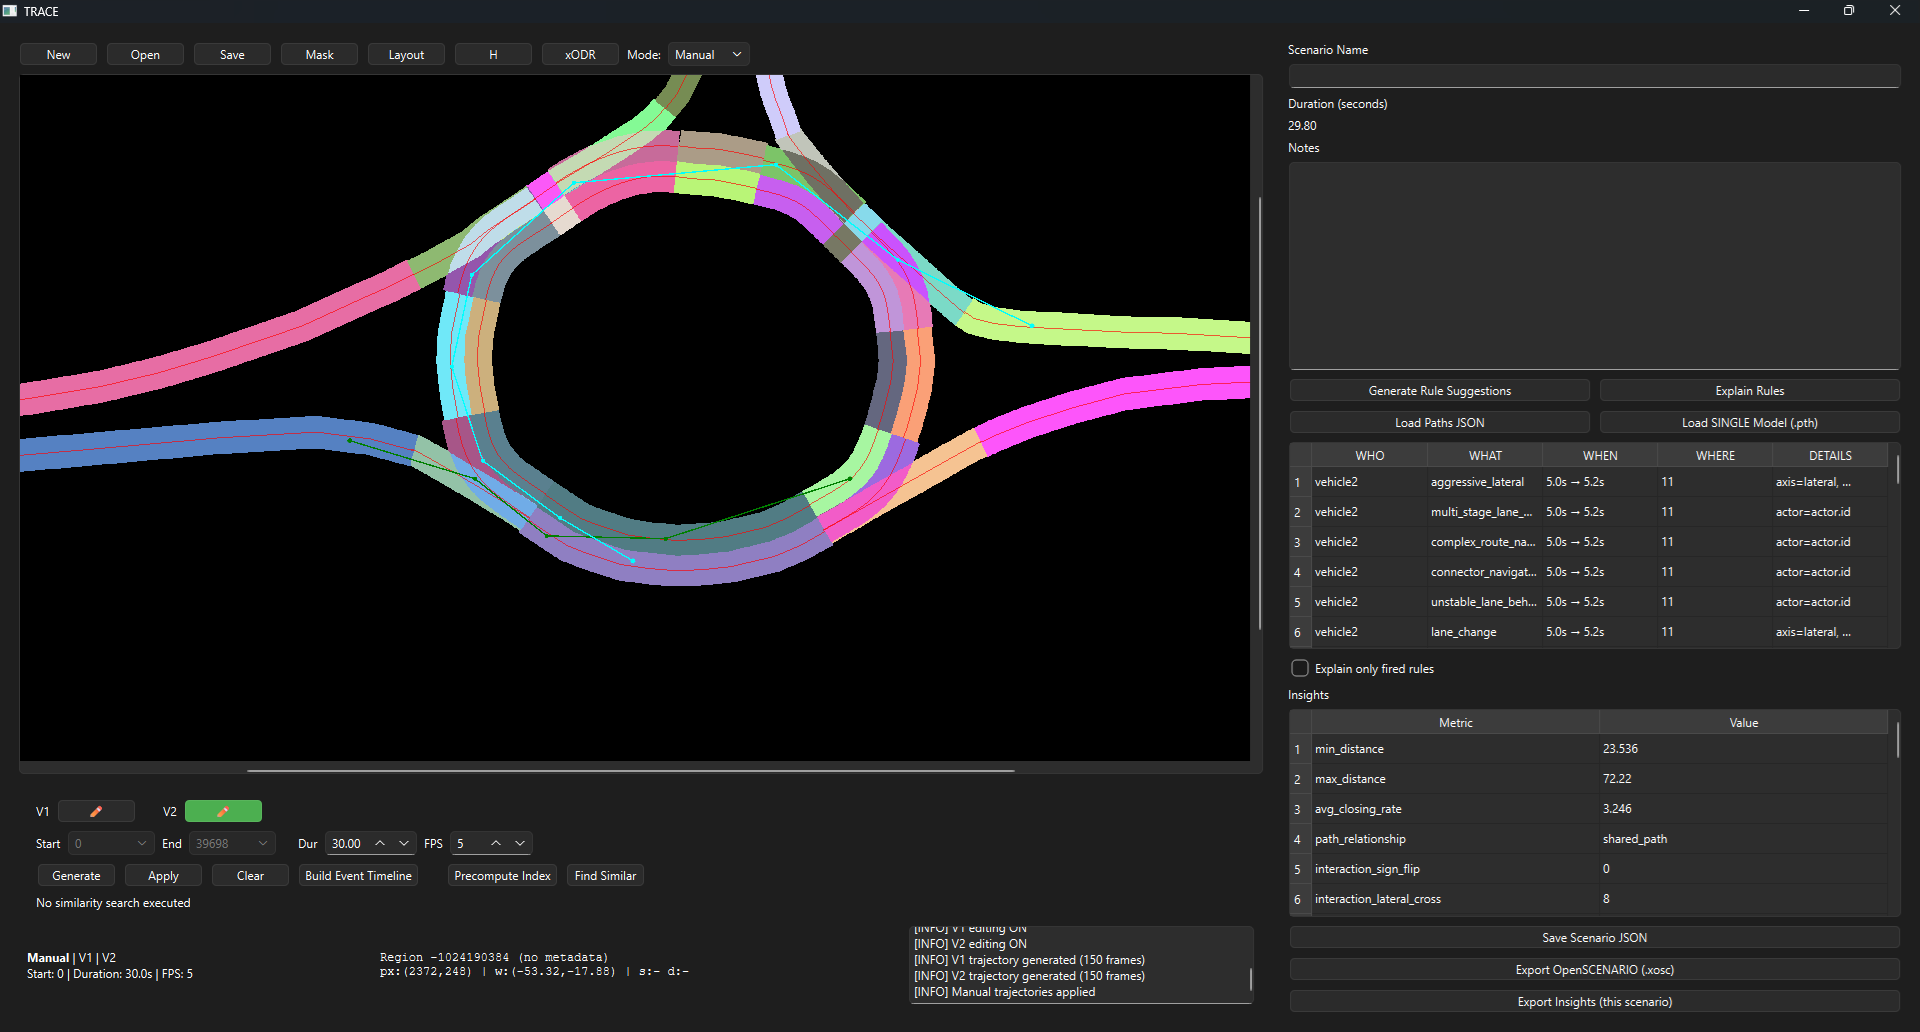 TRACE
New Open Save Mask Layout H xODR Mode: Manual
Scenario Name
Duration (seconds)
29.80
Notes
Generate Rule Suggestions Explain Rules
Load Paths JSON Load SINGLE Model (.pth)
WHO WHAT WHEN WHERE DETAILS
1 vehicle2 aggressive_lateral 5.0s → 5.2s 11 axis=lateral, ...
2 vehicle2 multi_stage_lane_... 5.0s → 5.2s 11 actor=actor.id
3 vehicle2 complex_route_na... 5.0s → 5.2s 11 actor=actor.id
4 vehicle2 connector_navigat... 5.0s → 5.2s 11 actor=actor.id
5 vehicle2 unstable_lane_beh... 5.0s → 5.2s 11 actor=actor.id
6 vehicle2 lane_change 5.0s → 5.2s 11 axis=lateral, ...
Explain only fired rules
Insights
Metric Value
1 min_distance 23.536
2 max_distance 72.22
3 avg_closing_rate 3.246
4 path_relationship shared_path
5 interaction_sign_flip 0
6 interaction_lateral_cross 8
Save Scenario JSON
Export OpenSCENARIO (.xosc)
Export Insights (this scenario)
V1 V2
Start 0 End 39698 Dur 30.00 FPS 5
Generate Apply Clear Build Event Timeline Precompute Index Find Similar
No similarity search executed
Manual | V1 | V2
Start: 0 | Duration: 30.0s | FPS: 5
Region -1024190384 (no metadata)
px:(2372,248) | w:(-53.32,-17.88) | s:- d:-
[INFO] V1 editing ON
[INFO] V2 editing ON
[INFO] V1 trajectory generated (150 frames)
[INFO] V2 trajectory generated (150 frames)
[INFO] Manual trajectories applied